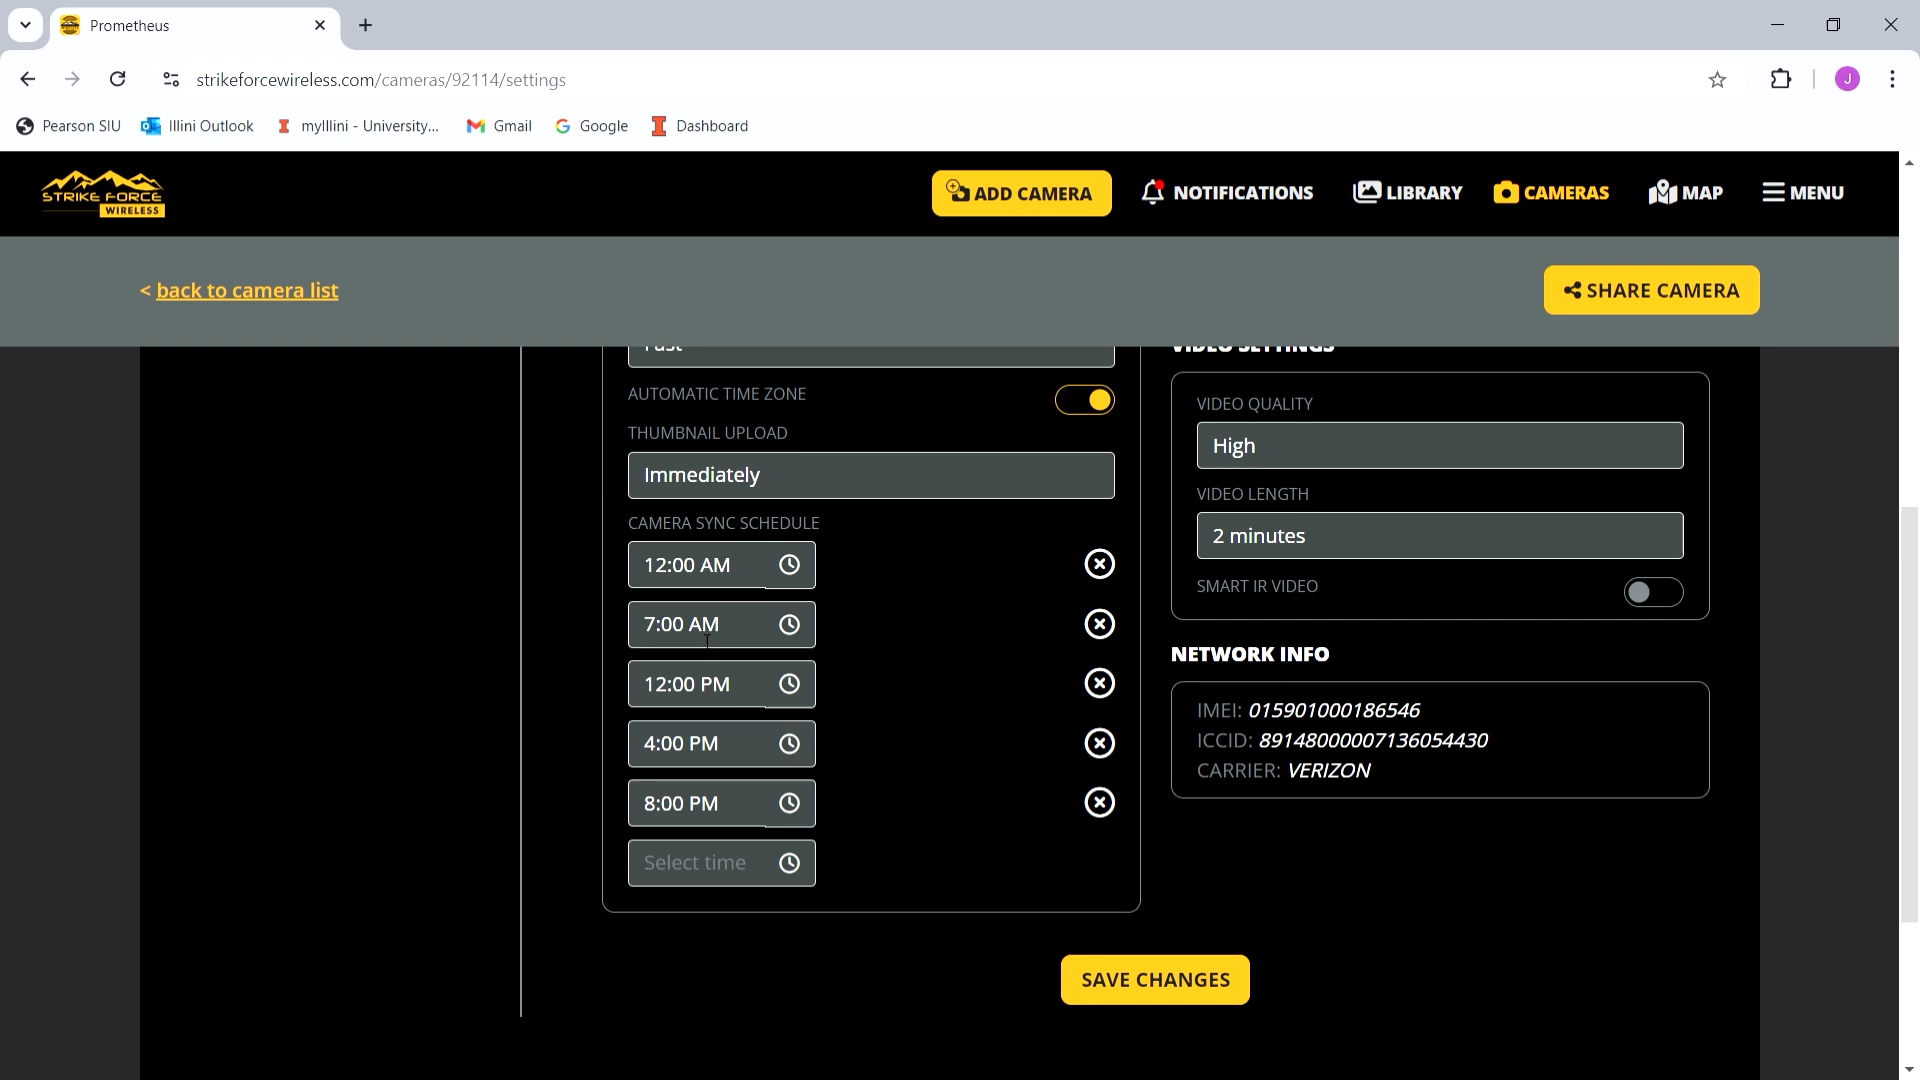 Prometheus
strikeforcewireless.com/cameras/92114/settings
J
Pearson SIU
Illini Outlook
myIllini - University...
Gmail
Google
Dashboard
STRIKE FORCE
WIRELESS
ADD CAMERA
NOTIFICATIONS
LIBRARY
CAMERAS
MAP
MENU
< back to camera list
SHARE CAMERA
Fast
AUTOMATIC TIME ZONE
THUMBNAIL UPLOAD
Immediately
CAMERA SYNC SCHEDULE
12:00 AM
7:00 AM
12:00 PM
4:00 PM
8:00 PM
Select time
VIDEO SETTINGS
VIDEO QUALITY
High
VIDEO LENGTH
2 minutes
SMART IR VIDEO
NETWORK INFO
IMEI: 015901000186546
ICCID: 89148000007136054430
CARRIER: VERIZON
SAVE CHANGES